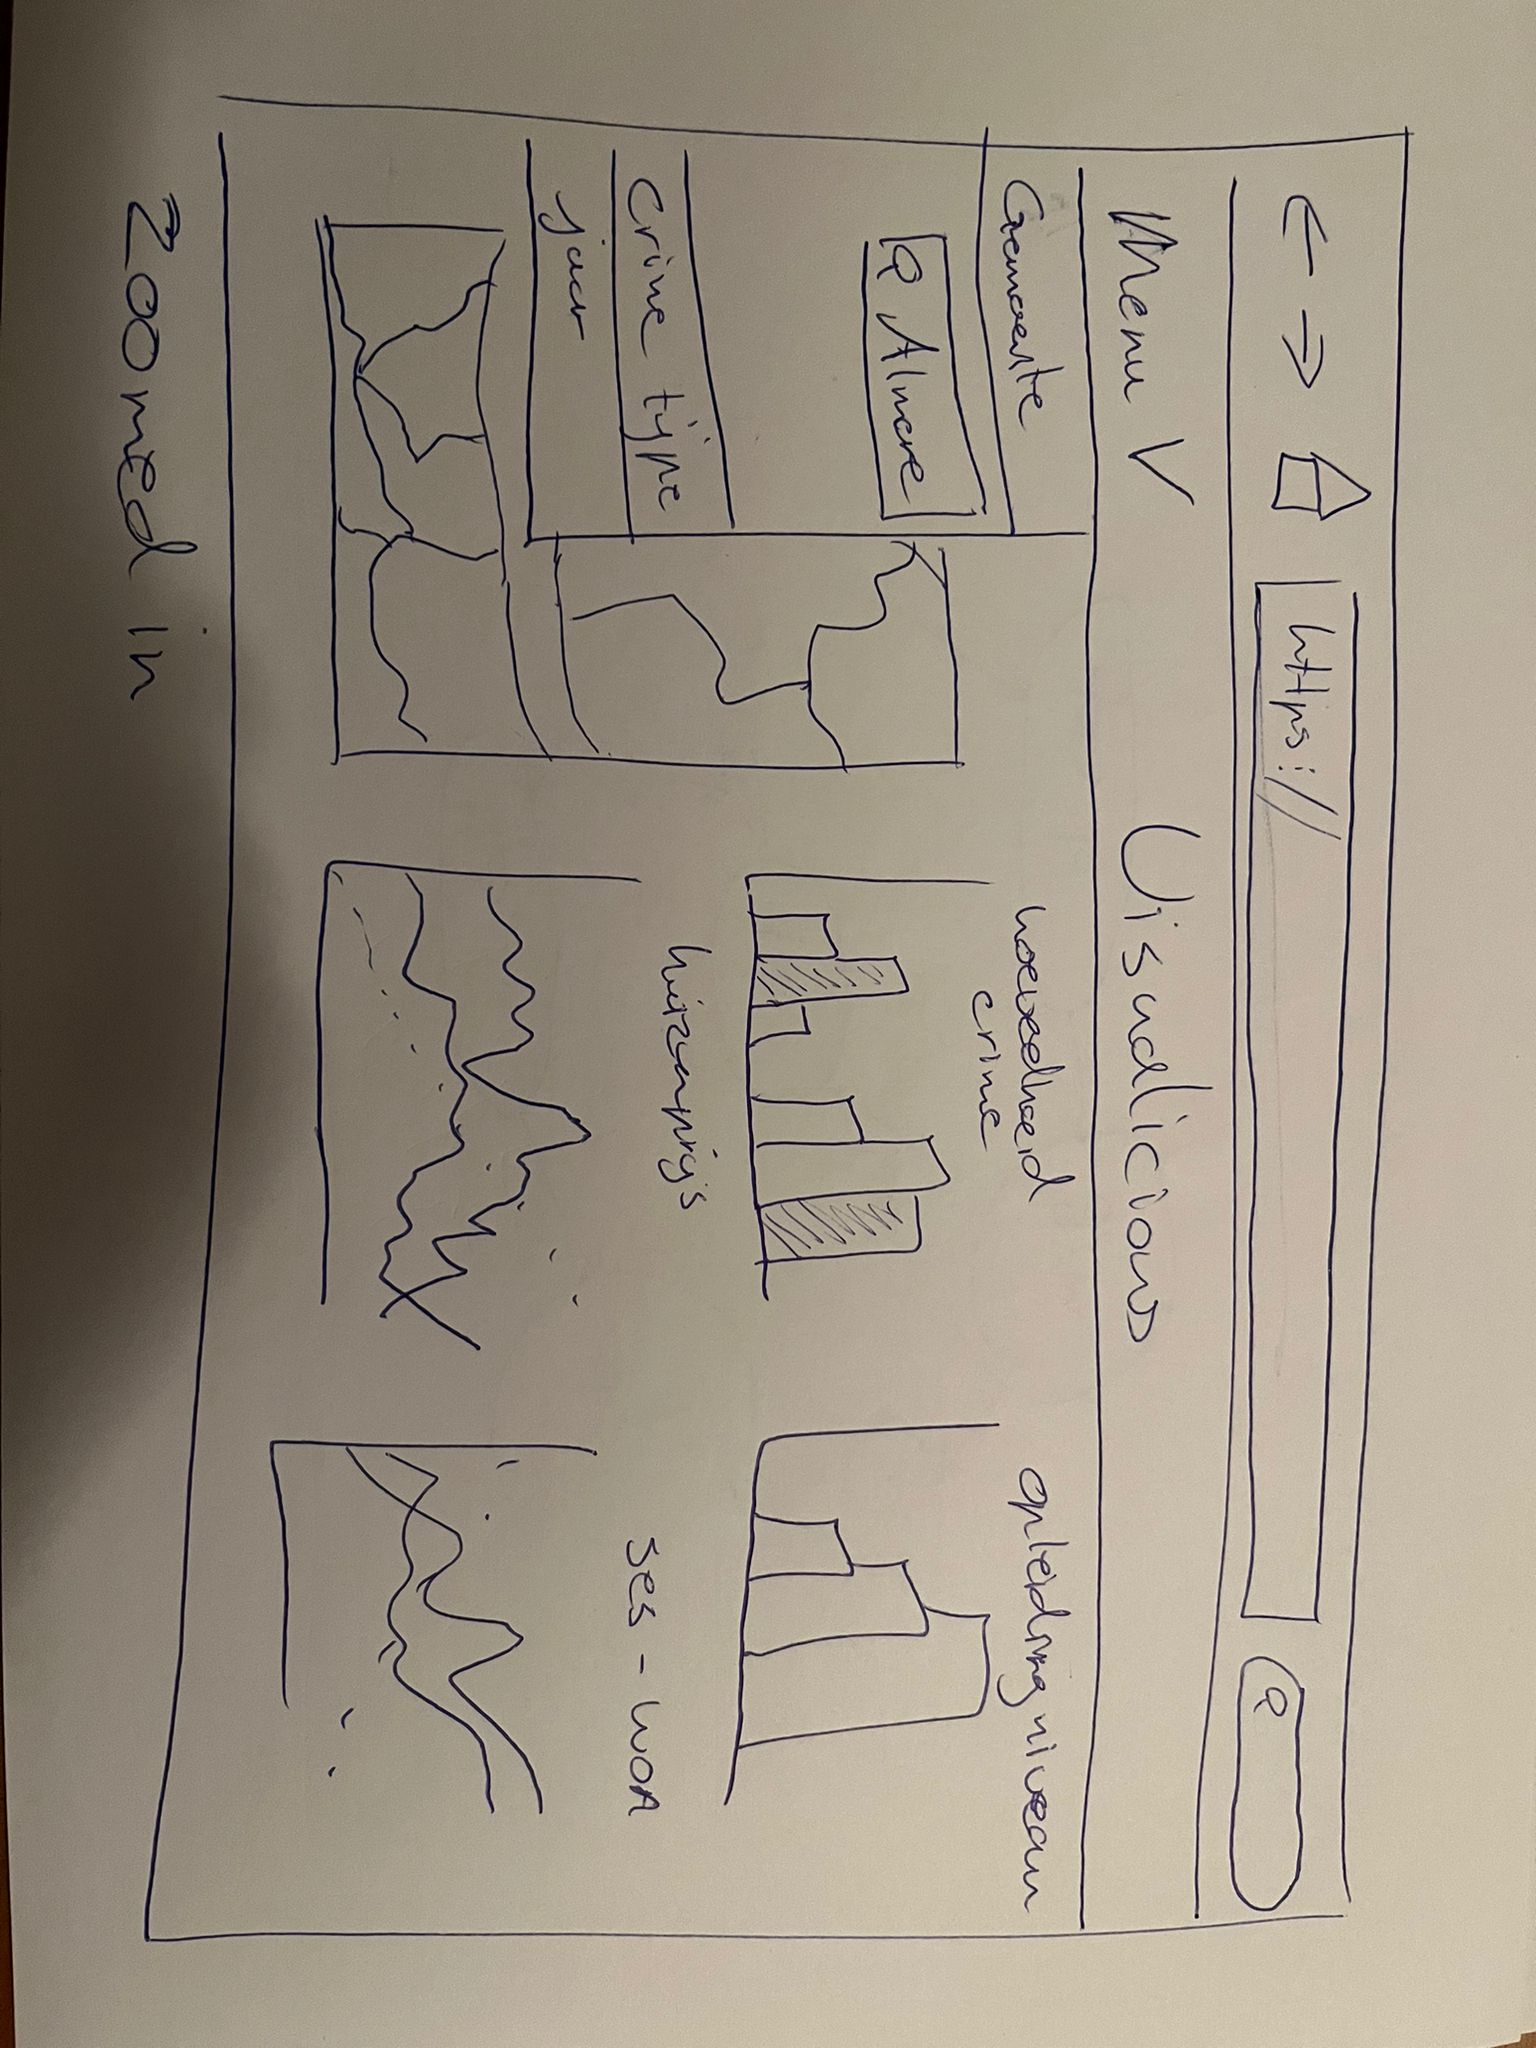 https://
Menu V
Visualicious
Gemeente
Almere
Crime type
jaar
hoeveelheid
crime
opleidingniveau
huizenprijs
ses-WOA
Zoomed in